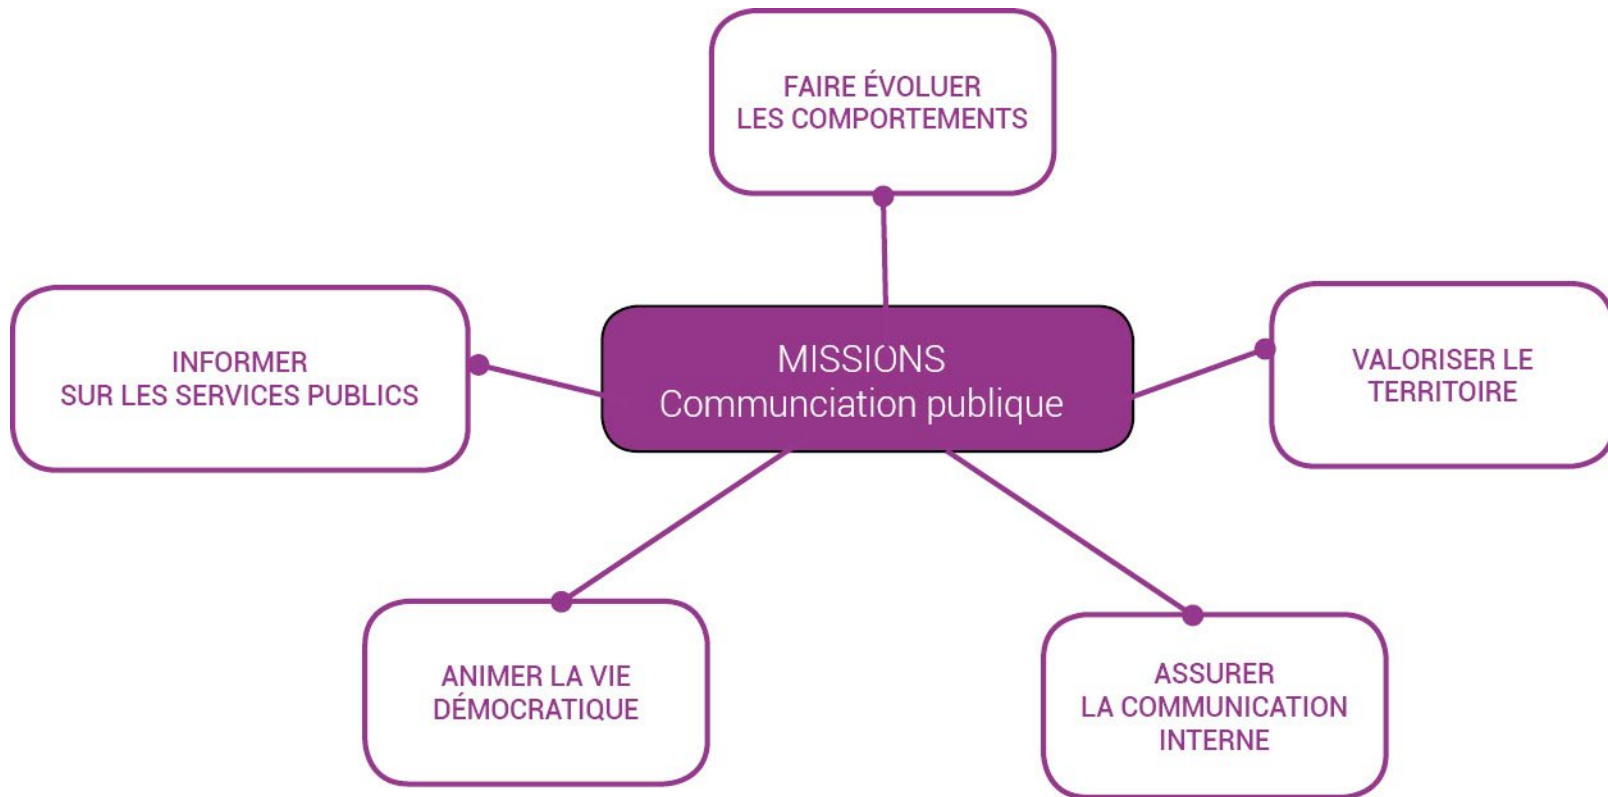 FAIRE ÉVOLUER
LES COMPORTEMENTS
INFORMER
SUR LES SERVICES PUBLICS
MISSIONS
Communciation publique
VALORISER LE
TERRITOIRE
ANIMER LA VIE
DÉMOCRATIQUE
ASSURER
LA COMMUNICATION
INTERNE